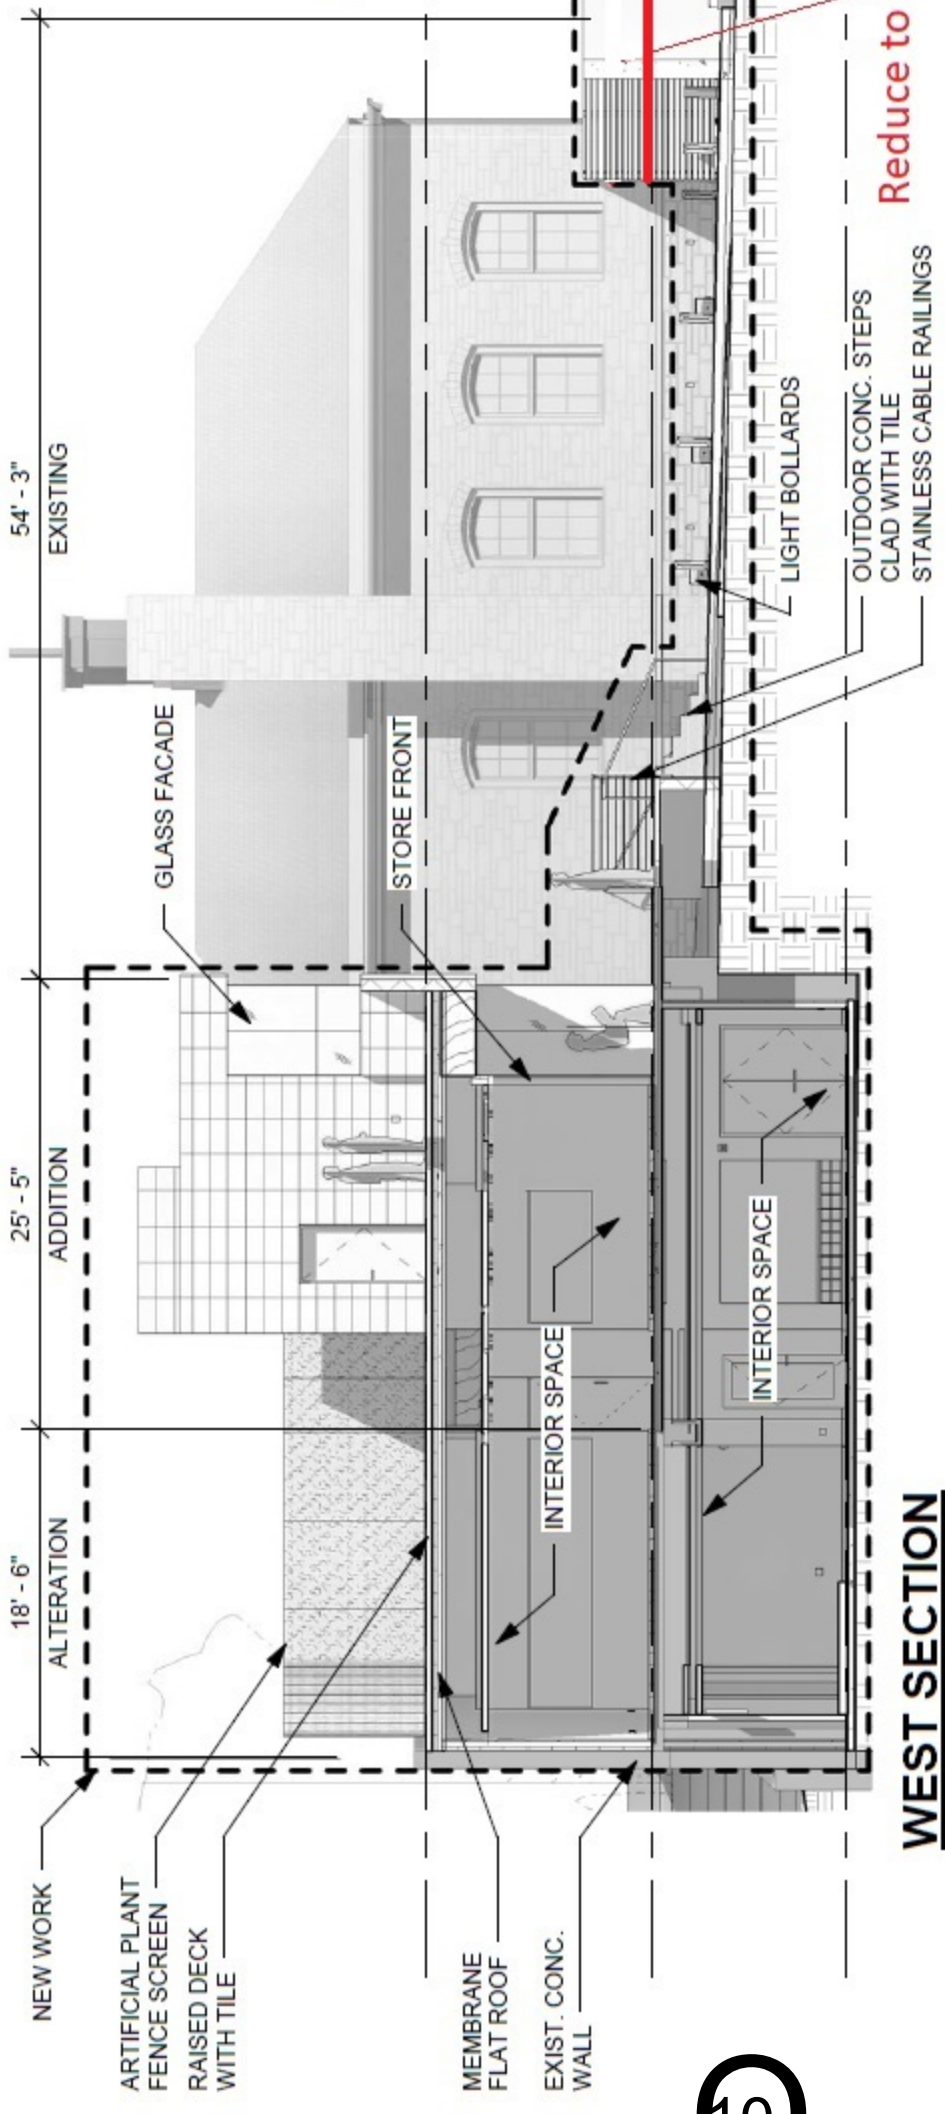 18' - 6"
ALTERATION
25' - 5"
ADDITION
54' - 3"
EXISTING
NEW WORK
ARTIFICIAL PLANT
FENCE SCREEN
RAISED DECK
WITH TILE
GLASS FACADE
STORE FRONT
MEMBRANE
FLAT ROOF
EXIST. CONC.
WALL
INTERIOR SPACE
INTERIOR SPACE
LIGHT BOLLARDS
OUTDOOR CONC. STEPS
CLAD WITH TILE
STAINLESS CABLE RAILINGS
Reduce to
WEST SECTION